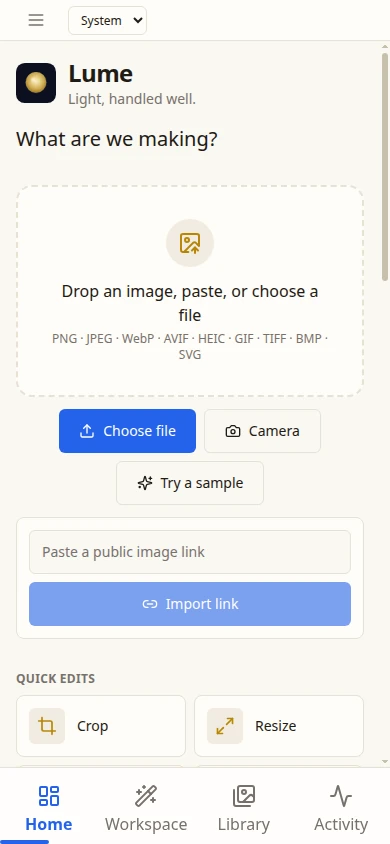 System
Lume
Light, handled well.
What are we making?
Drop an image, paste, or choose a
file
PNG · JPEG · WebP · AVIF · HEIC · GIF · TIFF · BMP ·
SVG
Choose file
Camera
Try a sample
Paste a public image link
Import link
QUICK EDITS
Crop
Resize
Home
Workspace
Library
Activity